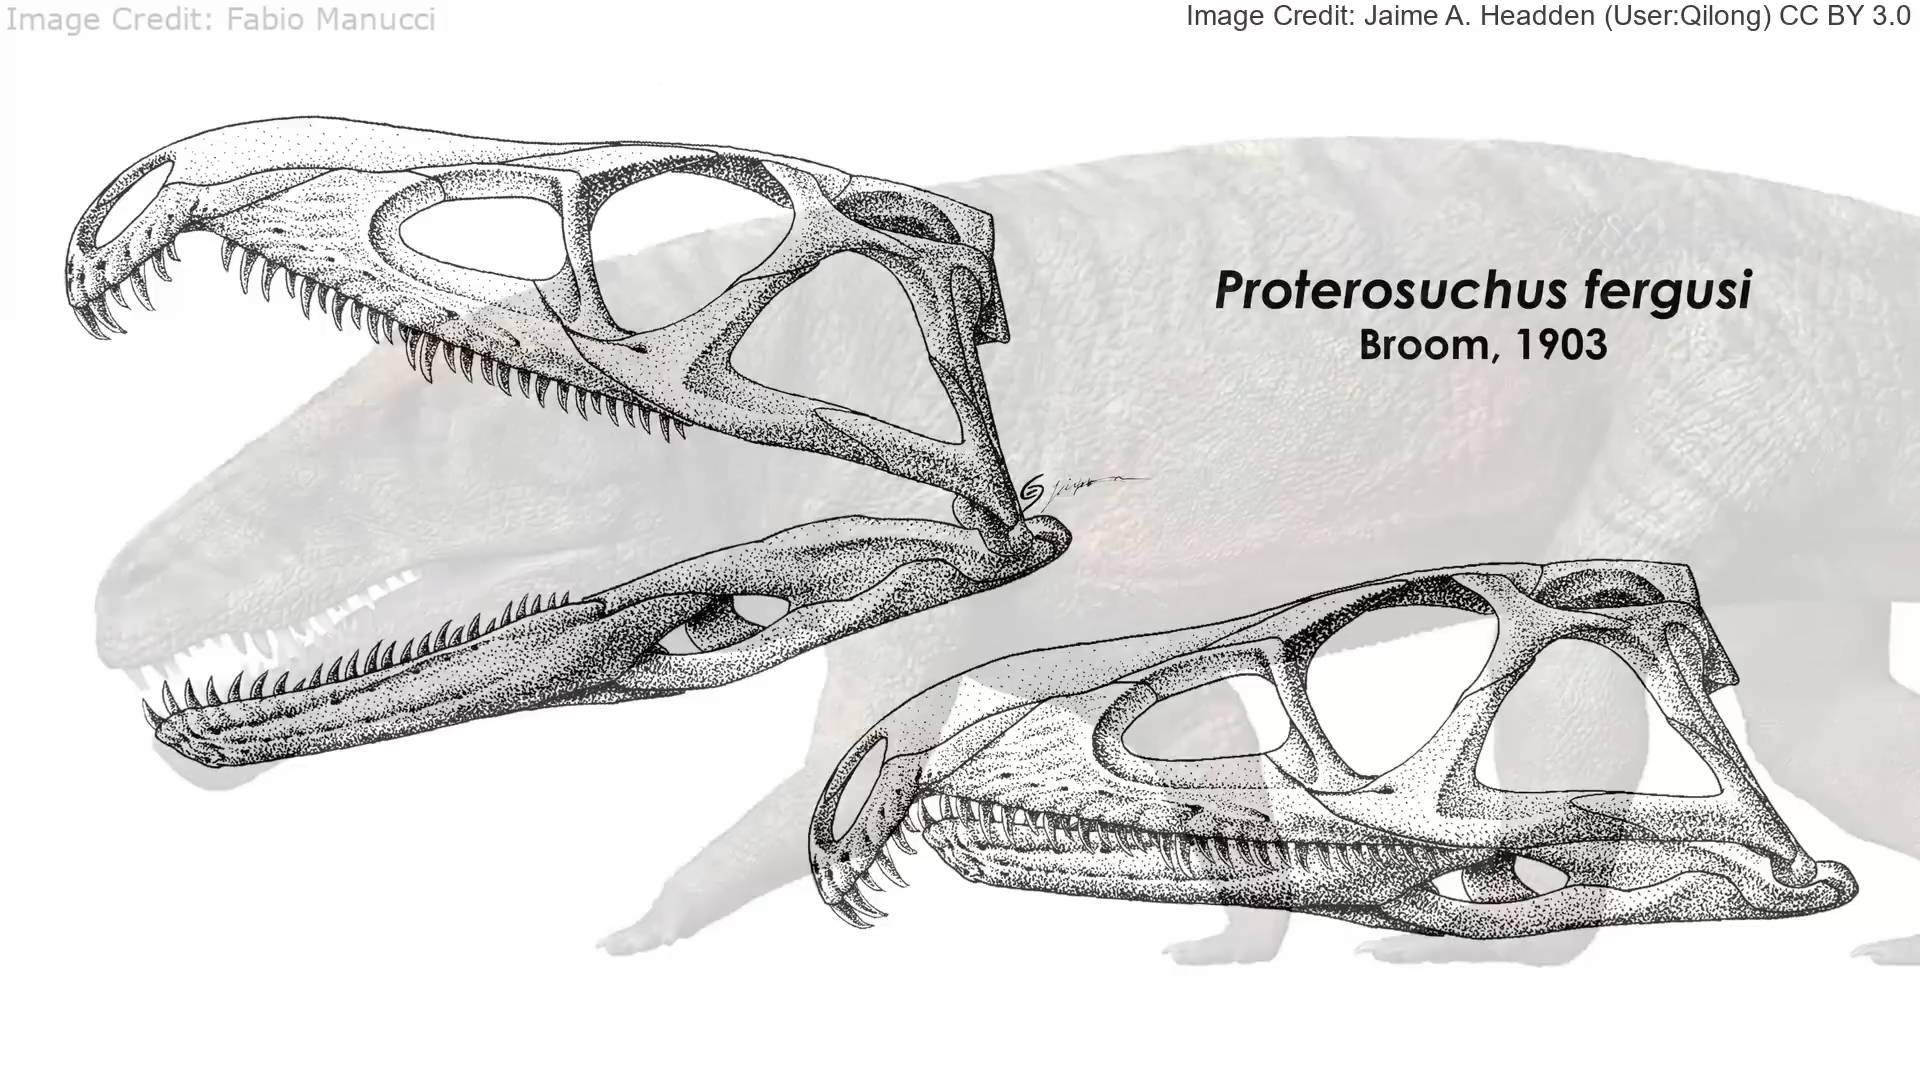 Image Credit: Fabio Manucci
Image Credit: Jaime A. Headden (User:Qilong) CC BY 3.0
Proterosuchus fergusi
Broom, 1903